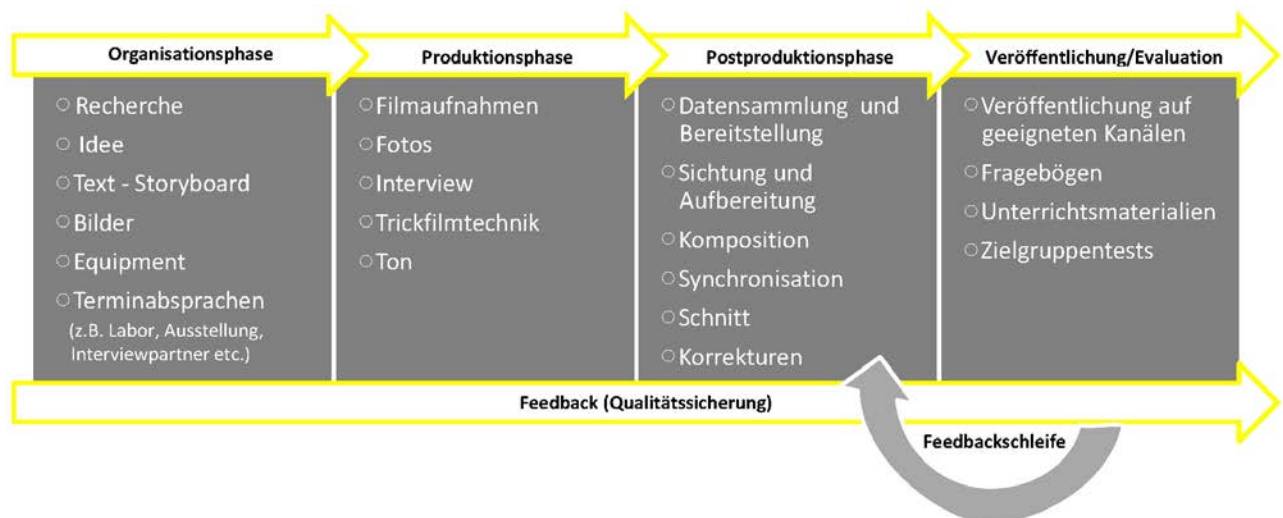 Organisationsphase
Recherche
Idee
Text - Storyboard
Bilder
Equipment
Terminabsprachen
(z.B. Labor, Ausstellung,
Interviewpartner etc.)
Produktionsphase
Filmaufnahmen
Fotos
Interview
Trickfilmtechnik
Ton
Postproduktionsphase
Datensammlung und
Bereitstellung
Sichtung und
Aufbereitung
Komposition
Synchronisation
Schnitt
Korrekturen
Veröffentlichung/Evaluation
Veröffentlichung auf
geeigneten Kanälen
Fragebögen
Unterrichtsmaterialien
Zielgruppentests
Feedback (Qualitätssicherung)
Feedbackschleife